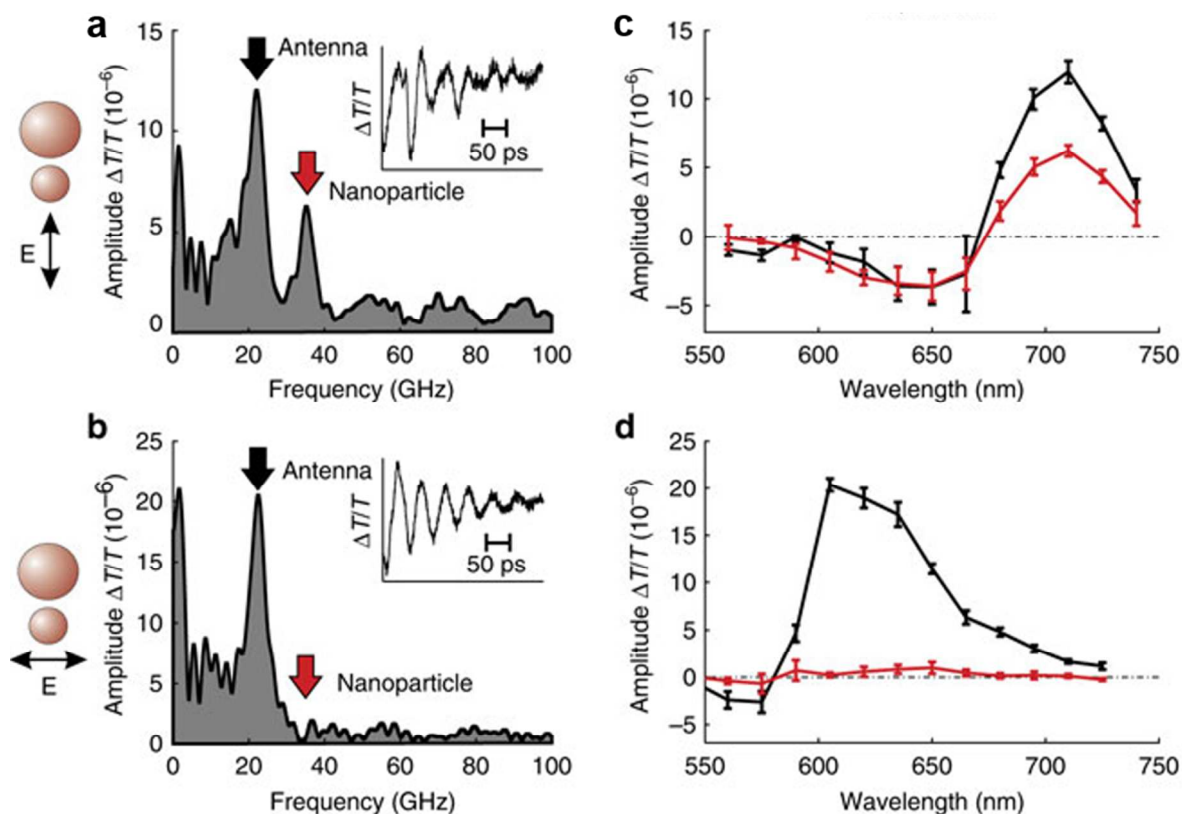 a
Amplitude ΔT/T (10⁻⁶)
15
10
5
0
Antenna
Nanoparticle
ΔT/T
50 ps
E
0 20 40 60 80 100
Frequency (GHz)
c
Amplitude ΔT/T (10⁻⁶)
15
10
5
0
−5
550 600 650 700 750
Wavelength (nm)
b
Amplitude ΔT/T (10⁻⁶)
25
20
15
10
5
0
Antenna
Nanoparticle
ΔT/T
50 ps
E
0 20 40 60 80 100
Frequency (GHz)
d
Amplitude ΔT/T (10⁻⁶)
25
20
15
10
5
0
−5
550 600 650 700 750
Wavelength (nm)